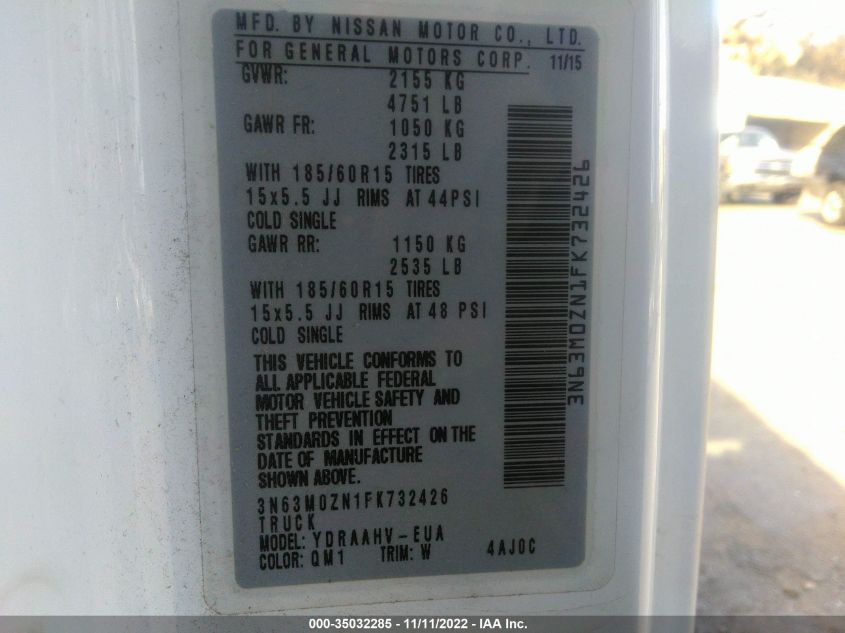 MFD. BY NISSAN MOTOR CO., LTD.
FOR GENERAL MOTORS CORP. 11/15
GVWR: 2155 KG
4751 LB
GAWR FR: 1050 KG
2315 LB
WITH 185/60R15 TIRES
15x5.5 JJ RIMS AT 44PSI
COLD SINGLE
GAWR RR: 1150 KG
2535 LB
WITH 185/60R15 TIRES
15x5.5 JJ RIMS AT 48 PSI
COLD SINGLE
THIS VEHICLE CONFORMS TO
ALL APPLICABLE FEDERAL
MOTOR VEHICLE SAFETY AND
THEFT PREVENTION
STANDARDS IN EFFECT ON THE
DATE OF MANUFACTURE
SHOWN ABOVE.
3N63M0ZN1FK732426
TRUCK
MODEL: YDRAAHV-EUA
COLOR: QM1 TRIM: W 4AJ0C
3N63M0ZN1FK732426
000-35032285 - 11/11/2022 - IAA Inc.